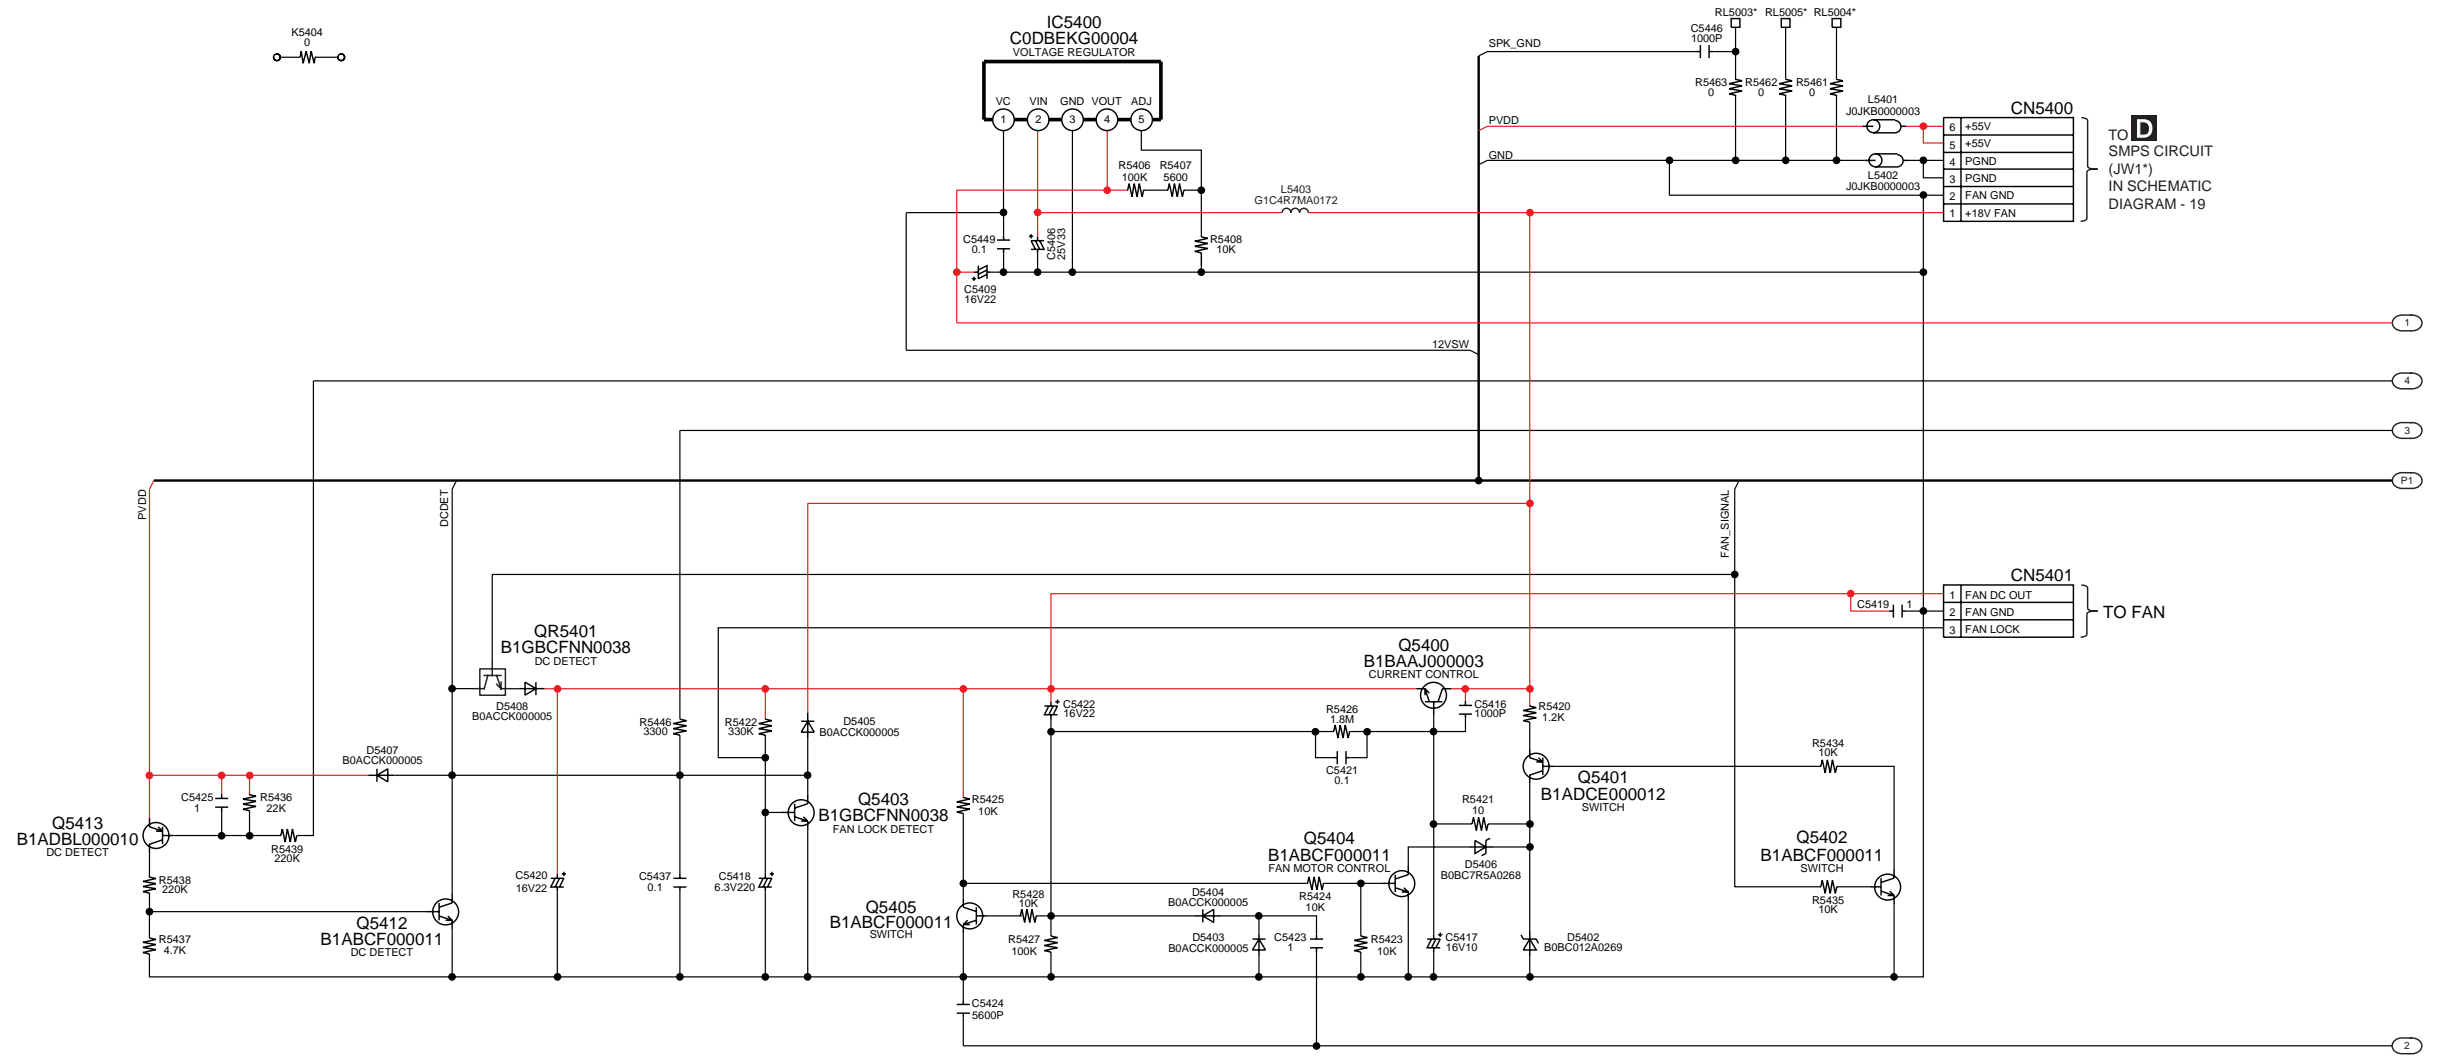 K5404
0
IC5400
C0DBEKG00004
VOLTAGE REGULATOR
VC VIN GND VOUT ADJ
1 2 3 4 5
R5406
100K
R5407
5600
C5449
0.1
C5406
25V33
C5409
16V22
R5408
10K
L5403
G1C4R7MA0172
12VSW
SPK_GND
PVDD
GND
RL5003* RL5005* RL5004*
C5446
1000P
R5463
0
R5462
0
R5461
0
L5401
J0JKB0000003
L5402
J0JKB0000003
CN5400
6 +55V
5 +55V
4 PGND
3 PGND
2 FAN GND
1 +18V FAN
TO D
SMPS CIRCUIT
(JW1*)
IN SCHEMATIC
DIAGRAM - 19
1
4
3
P1
PVDD
DCDET
FAN_SIGNAL
CN5401
1 FAN DC OUT
2 FAN GND
3 FAN LOCK
TO FAN
C5419 1
QR5401
B1GBCFNN0038
DC DETECT
D5408
B0ACCK000005
Q5400
B1BAAJ000003
CURRENT CONTROL
R5446
3300
R5422
330K
D5405
B0ACCK000005
C5422
16V22
R5426
1.8M
C5416
1000P
R5420
1.2K
C5421
0.1
D5407
B0ACCK000005
R5434
10K
Q5401
B1ADCE000012
SWITCH
C5425
1
R5436
22K
Q5413
B1ADBL000010
DC DETECT
R5439
220K
Q5403
B1GBCFNN0038
FAN LOCK DETECT
R5425
10K
R5421
10
Q5404
B1ABCF000011
FAN MOTOR CONTROL
D5406
B0BC7R5A0268
Q5402
B1ABCF000011
SWITCH
R5438
220K
C5420
16V22
C5437
0.1
C5418
6.3V220
R5428
10K
D5404
B0ACCK000005
R5424
10K
R5435
10K
Q5405
B1ABCF000011
SWITCH
Q5412
B1ABCF000011
DC DETECT
R5437
4.7K
R5427
100K
D5403
B0ACCK000005
C5423
1
R5423
10K
C5417
16V10
D5402
B0BC012A0269
C5424
5600P
2